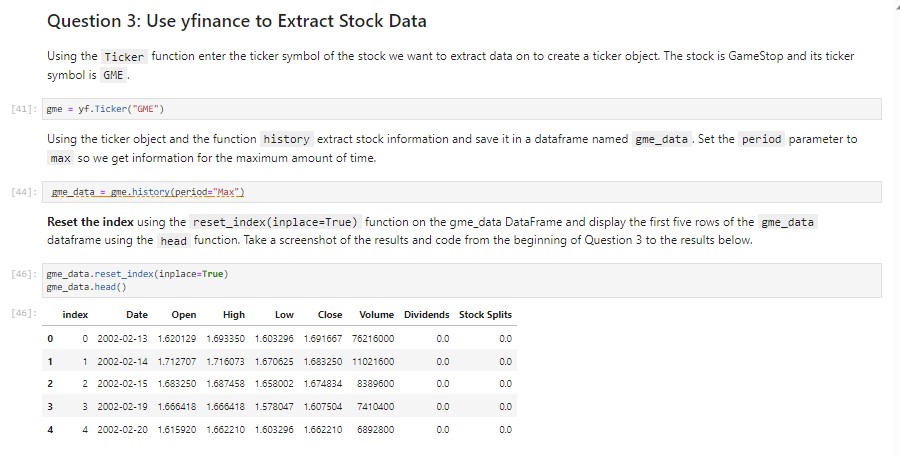 Question 3: Use yfinance to Extract Stock Data
Using the Ticker function enter the ticker symbol of the stock we want to extract data on to create a ticker object. The stock is GameStop and its ticker
symbol is GME .
[41]: gme = yf.Ticker("GME")
Using the ticker object and the function history extract stock information and save it in a dataframe named gme_data . Set the period parameter to
max so we get information for the maximum amount of time.
[44]: gme_data = gme.history(period="Max")
Reset the index using the reset_index(inplace=True) function on the gme_data DataFrame and display the first five rows of the gme_data
dataframe using the head function. Take a screenshot of the results and code from the beginning of Question 3 to the results below.
[46]: gme_data.reset_index(inplace=True)
gme_data.head()
[46]: index Date Open High Low Close Volume Dividends Stock Splits
0 0 2002-02-13 1.620129 1.693350 1.603296 1.691667 76216000 0.0 0.0
1 1 2002-02-14 1.712707 1.716073 1.670625 1.683250 11021600 0.0 0.0
2 2 2002-02-15 1.683250 1.687458 1.658002 1.674834 8389600 0.0 0.0
3 3 2002-02-19 1.666418 1.666418 1.578047 1.607504 7410400 0.0 0.0
4 4 2002-02-20 1.615920 1.662210 1.603296 1.662210 6892800 0.0 0.0